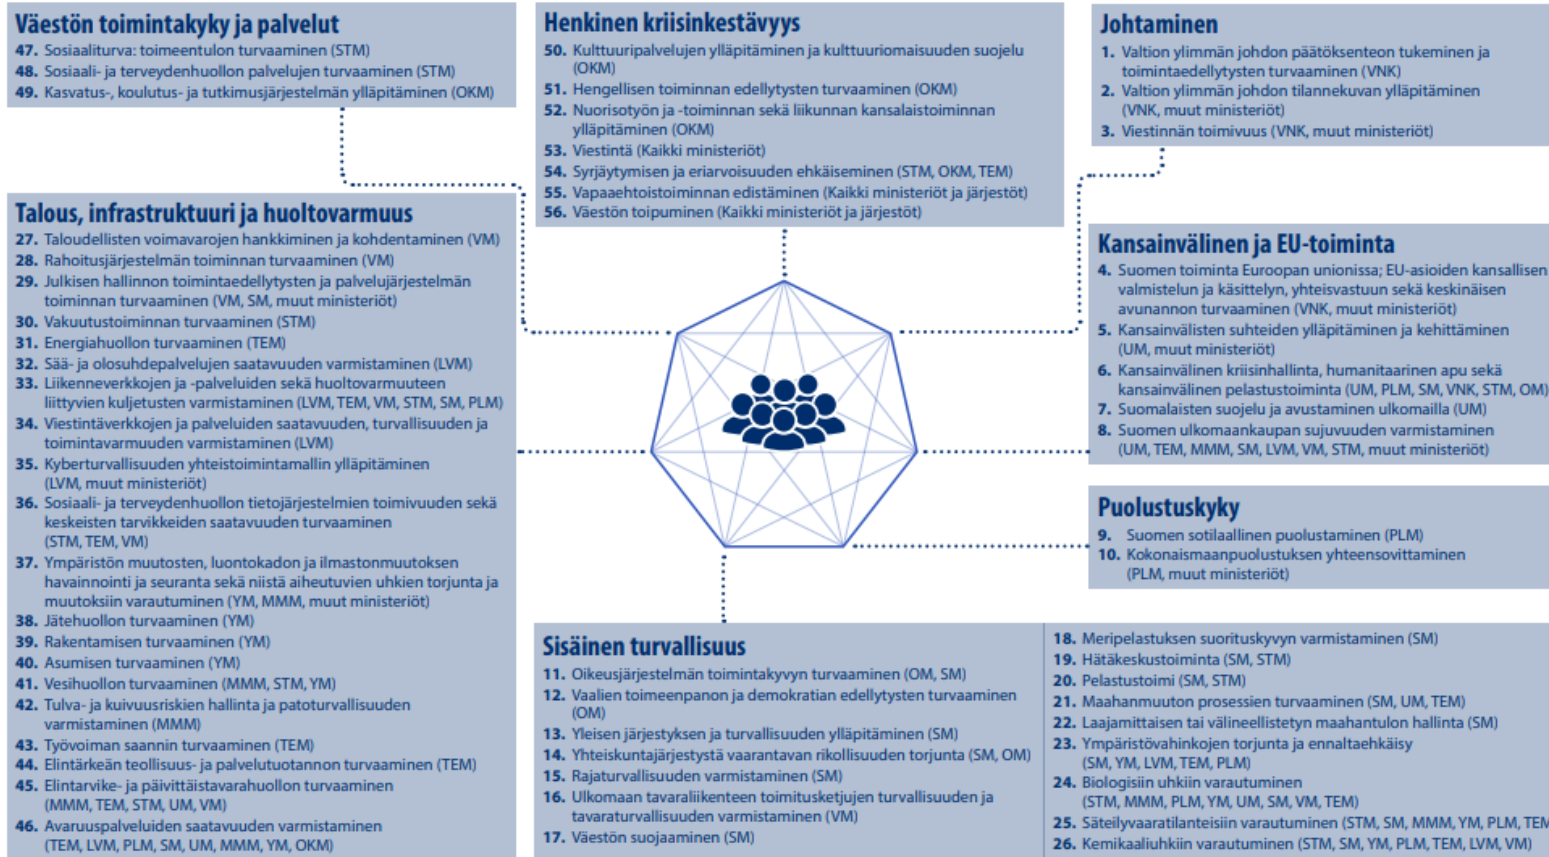 Väestön toimintakyky ja palvelut
47. Sosiaaliturva: toimeentulon turvaaminen (STM)
48. Sosiaali- ja terveydenhuollon palvelujen turvaaminen (STM)
49. Kasvatus-, koulutus- ja tutkimusjärjestelmän ylläpitäminen (OKM)
Henkinen kriisinkestävyys
50. Kulttuuripalvelujen ylläpitäminen ja kulttuuriomaisuuden suojelu
(OKM)
51. Hengellisen toiminnan edellytysten turvaaminen (OKM)
52. Nuorisotyön ja -toiminnan sekä liikunnan kansalaistoiminnan
ylläpitäminen (OKM)
53. Viestintä (Kaikki ministeriöt)
54. Syrjäytymisen ja eriarvoisuuden ehkäiseminen (STM, OKM, TEM)
55. Vapaaehtoistoiminnan edistäminen (Kaikki ministeriöt ja järjestöt)
56. Väestön toipuminen (Kaikki ministeriöt ja järjestöt)
Johtaminen
1. Valtion ylimmän johdon päätöksenteon tukeminen ja
toimintaedellytysten turvaaminen (VNK)
2. Valtion ylimmän johdon tilannekuvan ylläpitäminen
(VNK, muut ministeriöt)
3. Viestinnän toimivuus (VNK, muut ministeriöt)
Talous, infrastruktuuri ja huoltovarmuus
27. Taloudellisten voimavarojen hankkiminen ja kohdentaminen (VM)
28. Rahoitusjärjestelmän toiminnan turvaaminen (VM)
29. Julkisen hallinnon toimintaedellytysten ja palvelujärjestelmän
toiminnan turvaaminen (VM, SM, muut ministeriöt)
30. Vakuutustoiminnan turvaaminen (STM)
31. Energiahuollon turvaaminen (TEM)
32. Sää- ja olosuhdepalvelujen saatavuuden varmistaminen (LVM)
33. Liikenneverkkojen ja -palveluiden sekä huoltovarmuuteen
liittyvien kuljetusten varmistaminen (LVM, TEM, VM, STM, SM, PLM)
34. Viestintäverkkojen ja palveluiden saatavuuden, turvallisuuden ja
toimintavarmuuden varmistaminen (LVM)
35. Kyberturvallisuuden yhteistoimintamallin ylläpitäminen
(LVM, muut ministeriöt)
36. Sosiaali- ja terveydenhuollon tietojärjestelmien toimivuuden sekä
keskeisten tarvikkeiden saatavuuden turvaaminen
(STM, TEM, VM)
37. Ympäristön muutosten, luontokadon ja ilmastonmuutoksen
havainnointi ja seuranta sekä niistä aiheutuvien uhkien torjunta ja
muutoksiin varautuminen (YM, MMM, muut ministeriöt)
38. Jätehuollon turvaaminen (YM)
39. Rakentamisen turvaaminen (YM)
40. Asumisen turvaaminen (YM)
41. Vesihuollon turvaaminen (MMM, STM, YM)
42. Tulva- ja kuivuusriskien hallinta ja patoturvallisuuden
varmistaminen (MMM)
43. Työvoiman saannin turvaaminen (TEM)
44. Elintärkeän teollisuus- ja palvelutuotannon turvaaminen (TEM)
45. Elintarvike- ja päivittäistavarahuollon turvaaminen
(MMM, TEM, STM, UM, VM)
46. Avaruuspalveluiden saatavuuden varmistaminen
(TEM, LVM, PLM, SM, UM, MMM, YM, OKM)
Kansainvälinen ja EU-toiminta
4. Suomen toiminta Euroopan unionissa; EU-asioiden kansallisen
valmistelun ja käsittelyn, yhteisvastuun sekä keskinäisen
avunannon turvaaminen (VNK, muut ministeriöt)
5. Kansainvälisten suhteiden ylläpitäminen ja kehittäminen
(UM, muut ministeriöt)
6. Kansainvälinen kriisinhallinta, humanitaarinen apu sekä
kansainvälinen pelastustoiminta (UM, PLM, SM, VNK, STM, OM)
7. Suomalaisten suojelu ja avustaminen ulkomailla (UM)
8. Suomen ulkomaankaupan sujuvuuden varmistaminen
(UM, TEM, MMM, SM, LVM, VM, STM, muut ministeriöt)
Puolustuskyky
9. Suomen sotilaallinen puolustaminen (PLM)
10. Kokonaismaanpuolustuksen yhteensovittaminen
(PLM, muut ministeriöt)
Sisäinen turvallisuus
11. Oikeusjärjestelmän toimintakyvyn turvaaminen (OM, SM)
12. Vaalien toimeenpanon ja demokratian edellytysten turvaaminen
(OM)
13. Yleisen järjestyksen ja turvallisuuden ylläpitäminen (SM)
14. Yhteiskuntajärjestystä vaarantavan rikollisuuden torjunta (SM, OM)
15. Rajaturvallisuuden varmistaminen (SM)
16. Ulkomaan tavaraliikenteen toimitusketjujen turvallisuuden ja
tavaraturvallisuuden varmistaminen (VM)
17. Väestön suojaaminen (SM)
18. Meripelastuksen suorituskyvyn varmistaminen (SM)
19. Hätäkeskustoiminta (SM, STM)
20. Pelastustoimi (SM, STM)
21. Maahanmuuton prosessien turvaaminen (SM, UM, TEM)
22. Laajamittaisen tai välineellistetyn maahantulon hallinta (SM)
23. Ympäristövahinkojen torjunta ja ennaltaehkäisy
(SM, YM, LVM, TEM, PLM)
24. Biologisiin uhkiin varautuminen
(STM, MMM, PLM, YM, UM, SM, VM, TEM)
25. Säteilyvaaratilanteisiin varautuminen (STM, SM, MMM, YM, PLM, TEM
26. Kemikaaliuhkiin varautuminen (STM, SM, YM, PLM, TEM, LVM, VM)